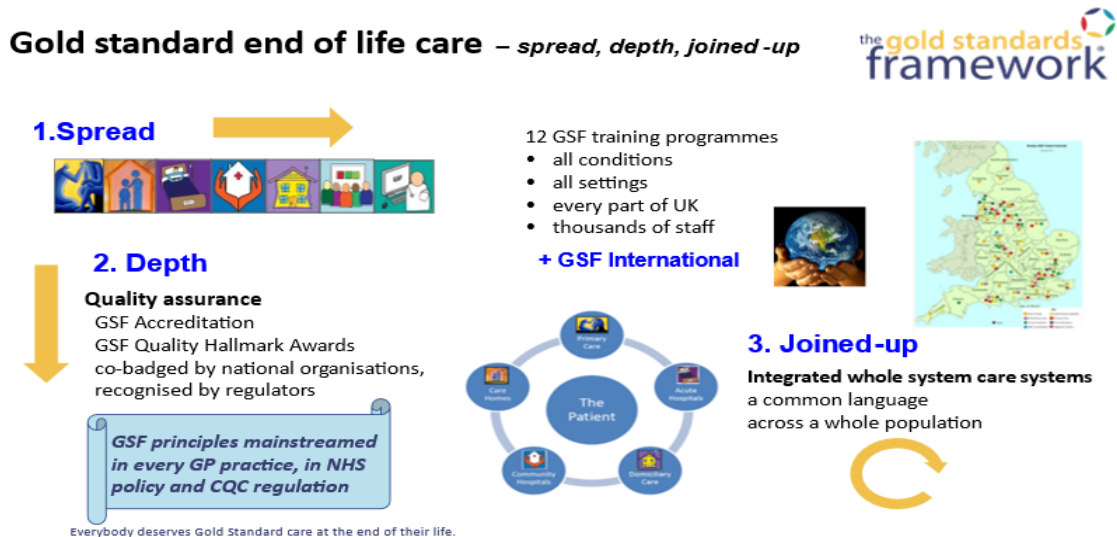 Gold standard end of life care – spread, depth, joined -up
the gold standards
framework
1.Spread
12 GSF training programmes
• all conditions
• all settings
• every part of UK
• thousands of staff
+ GSF International
2. Depth
Quality assurance
GSF Accreditation
GSF Quality Hallmark Awards
co-badged by national organisations,
recognised by regulators
GSF principles mainstreamed
in every GP practice, in NHS
policy and CQC regulation
Everybody deserves Gold Standard care at the end of their life.
Primary
Care
Care
Homes
Acute
Hospitals
The
Patient
Community
Hospitals
Domiciliary
Care
3. Joined-up
Integrated whole system care systems
a common language
across a whole population